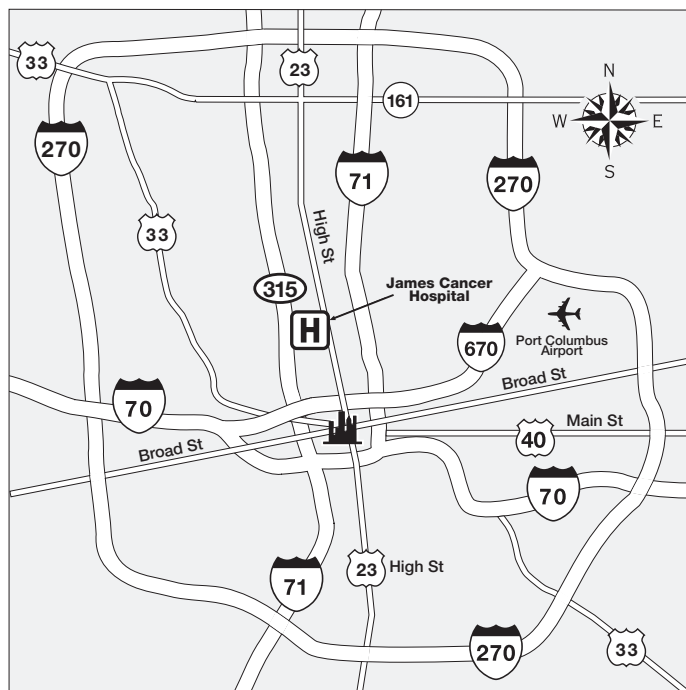 N
33
23
161
W
E
270
S
71
270
33
High St
315
James Cancer
Hospital
H
670
Port Columbus
Airport
Broad St
70
Main St
40
Broad St
70
23
High St
71
33
270